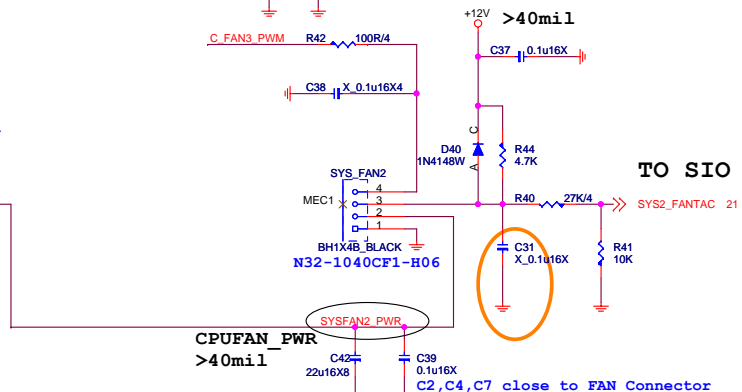 +12V >40mil
C_FAN3_PWM R42 100R/4
C37 0.1u16X
C38 X_0.1u16X4
C
D40 R44
1N4148W 4.7K
A
TO SIO
SYS_FAN2
4
MEC1 3 R40 27K/4 SYS2_FANTAC 21
2
1
C31 R41
X_0.1u16X 10K
BH1X4B_BLACK
N32-1040CF1-H06
SYSFAN2_PWR
CPUFAN_PWR
>40mil
C42 C39
22u16X8 0.1u16X
C2,C4,C7 close to FAN Connector